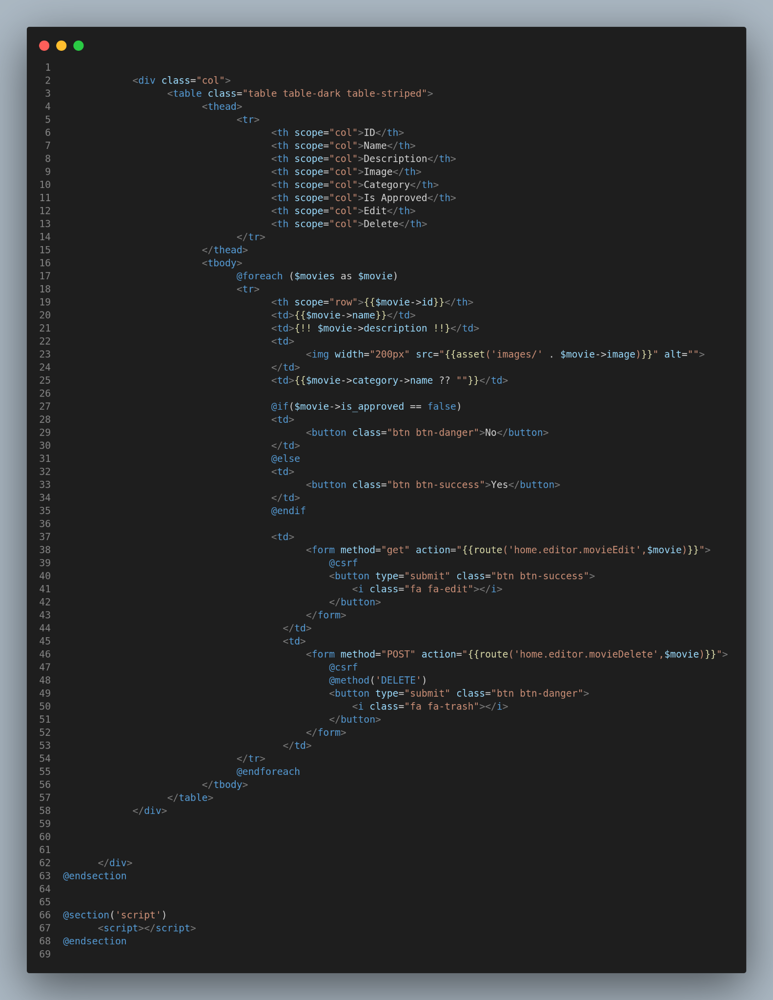 1
2             <div class="col">
3                   <table class="table table-dark table-striped">
4                         <thead>
5                               <tr>
6                                     <th scope="col">ID</th>
7                                     <th scope="col">Name</th>
8                                     <th scope="col">Description</th>
9                                     <th scope="col">Image</th>
10                                     <th scope="col">Category</th>
11                                     <th scope="col">Is Approved</th>
12                                     <th scope="col">Edit</th>
13                                     <th scope="col">Delete</th>
14                               </tr>
15                         </thead>
16                         <tbody>
17                               @foreach ($movies as $movie)
18                               <tr>
19                                     <th scope="row">{{$movie->id}}</th>
20                                     <td>{{$movie->name}}</td>
21                                     <td>{!! $movie->description !!}</td>
22                                     <td>
23                                           <img width="200px" src="{{asset('images/' . $movie->image)}}" alt="">
24                                     </td>
25                                     <td>{{$movie->category->name ?? ""}}</td>
26
27                                     @if($movie->is_approved == false)
28                                     <td>
29                                           <button class="btn btn-danger">No</button>
30                                     </td>
31                                     @else
32                                     <td>
33                                           <button class="btn btn-success">Yes</button>
34                                     </td>
35                                     @endif
36
37                                     <td>
38                                           <form method="get" action="{{route('home.editor.movieEdit',$movie)}}">
39                                               @csrf
40                                               <button type="submit" class="btn btn-success">
41                                                   <i class="fa fa-edit"></i>
42                                               </button>
43                                           </form>
44                                       </td>
45                                       <td>
46                                           <form method="POST" action="{{route('home.editor.movieDelete',$movie)}}">
47                                               @csrf
48                                               @method('DELETE')
49                                               <button type="submit" class="btn btn-danger">
50                                                   <i class="fa fa-trash"></i>
51                                               </button>
52                                           </form>
53                                       </td>
54                               </tr>
55                               @endforeach
56                         </tbody>
57                   </table>
58             </div>
59
60
61
62       </div>
63 @endsection
64
65
66 @section('script')
67       <script></script>
68 @endsection
69